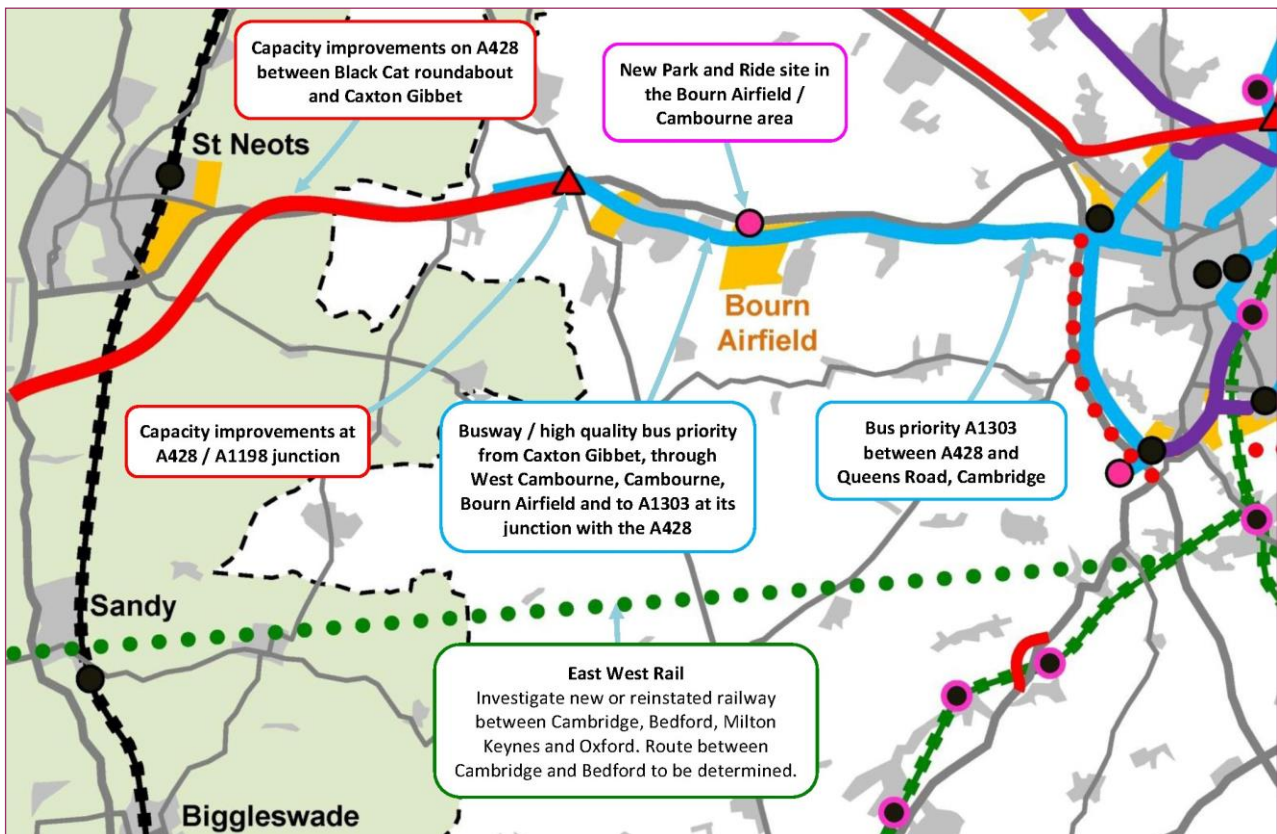 Capacity improvements on A428
between Black Cat roundabout
and Caxton Gibbet
New Park and Ride site in
the Bourn Airfield /
Cambourne area
St Neots
Bourn
Airfield
Capacity improvements at
A428 / A1198 junction
Busway / high quality bus priority
from Caxton Gibbet, through
West Cambourne, Cambourne,
Bourn Airfield and to A1303 at its
junction with the A428
Bus priority A1303
between A428 and
Queens Road, Cambridge
Sandy
East West Rail
Investigate new or reinstated railway
between Cambridge, Bedford, Milton
Keynes and Oxford. Route between
Cambridge and Bedford to be determined.
Biggleswade